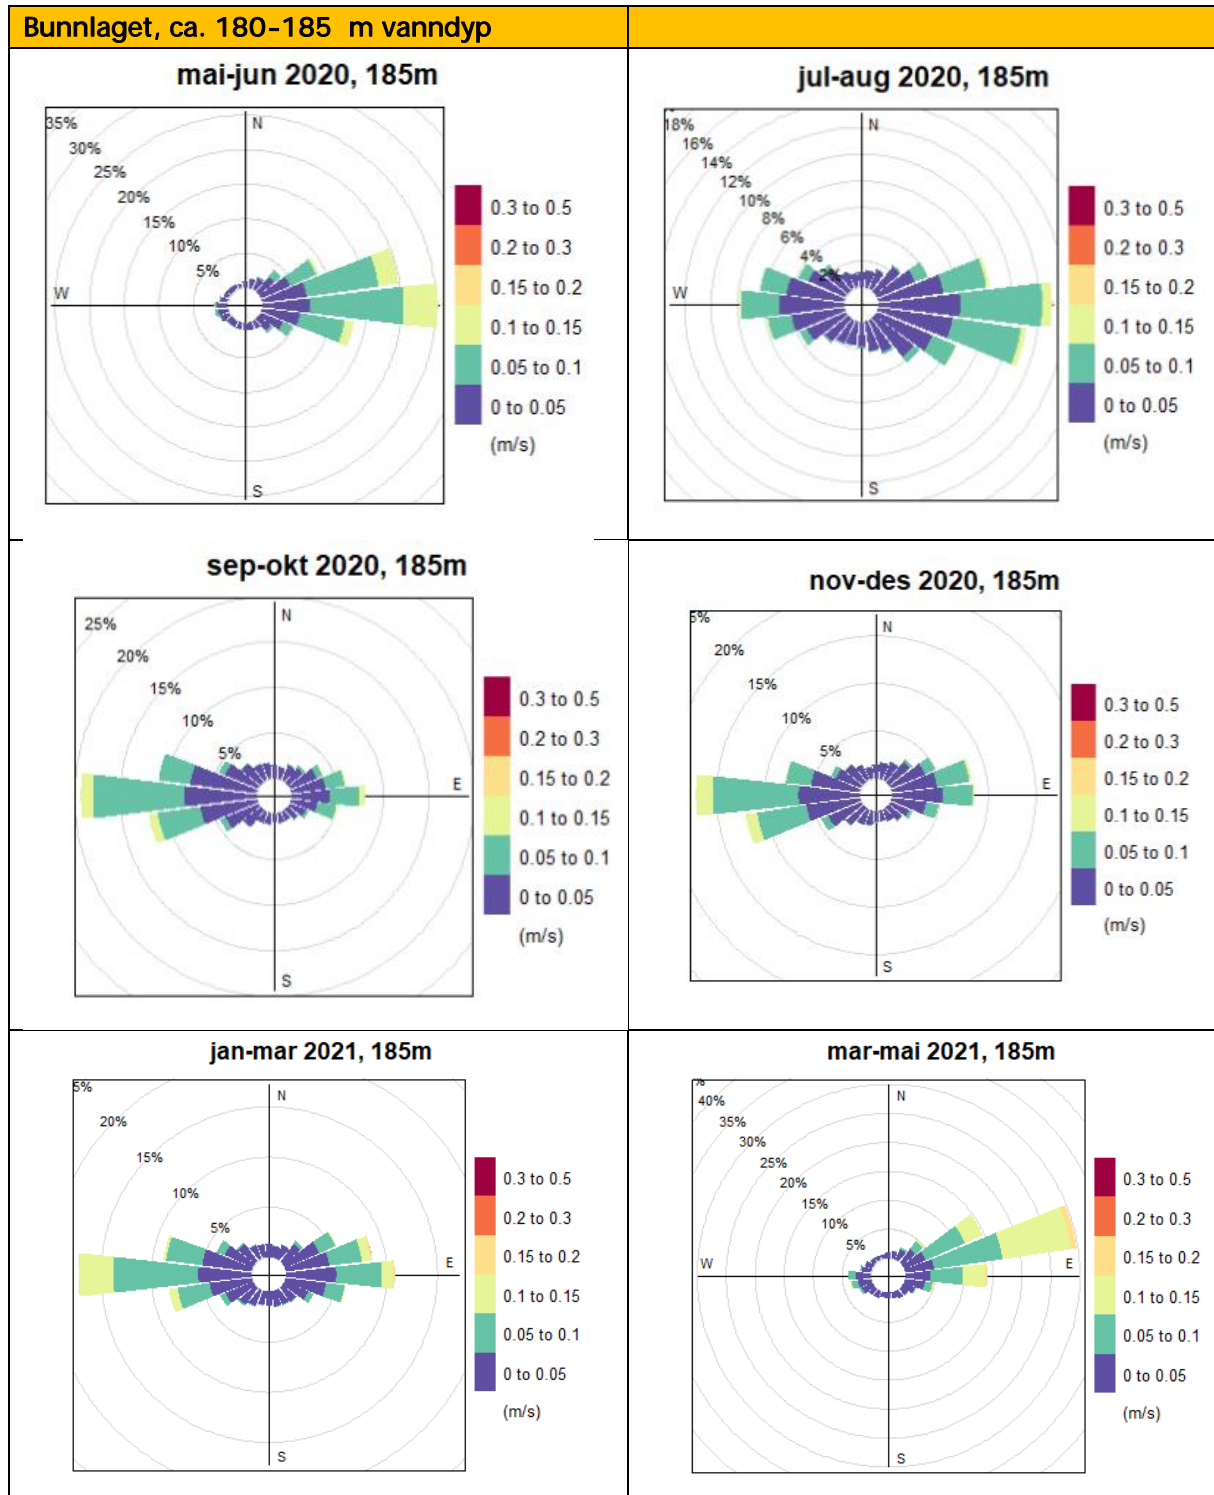 Bunnlaget, ca. 180-185 m vanndyp
mai-jun 2020, 185m
35%
30%
25%
20%
15%
10%
5%
N
W
S
0.3 to 0.5
0.2 to 0.3
0.15 to 0.2
0.1 to 0.15
0.05 to 0.1
0 to 0.05
(m/s)
jul-aug 2020, 185m
18%
16%
14%
12%
10%
8%
6%
4%
2%
N
W
S
0.3 to 0.5
0.2 to 0.3
0.15 to 0.2
0.1 to 0.15
0.05 to 0.1
0 to 0.05
(m/s)
sep-okt 2020, 185m
25%
20%
15%
10%
5%
N
E
S
0.3 to 0.5
0.2 to 0.3
0.15 to 0.2
0.1 to 0.15
0.05 to 0.1
0 to 0.05
(m/s)
nov-des 2020, 185m
5%
20%
15%
10%
5%
N
E
S
0.3 to 0.5
0.2 to 0.3
0.15 to 0.2
0.1 to 0.15
0.05 to 0.1
0 to 0.05
(m/s)
jan-mar 2021, 185m
5%
20%
15%
10%
5%
N
E
S
0.3 to 0.5
0.2 to 0.3
0.15 to 0.2
0.1 to 0.15
0.05 to 0.1
0 to 0.05
(m/s)
mar-mai 2021, 185m
%
40%
35%
30%
25%
20%
15%
10%
5%
N
W
E
S
0.3 to 0.5
0.2 to 0.3
0.15 to 0.2
0.1 to 0.15
0.05 to 0.1
0 to 0.05
(m/s)